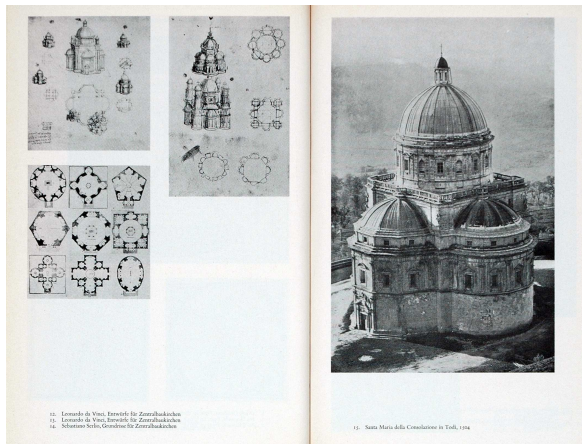 12. Leonardo da Vinci, Entwürfe für Zentralbaukirchen
13. Leonardo da Vinci, Entwürfe für Zentralbaukirchen
14. Sebastiano Serlio, Grundrisse für Zentralbaukirchen
15. Santa Maria della Consolazione in Todi, 1504